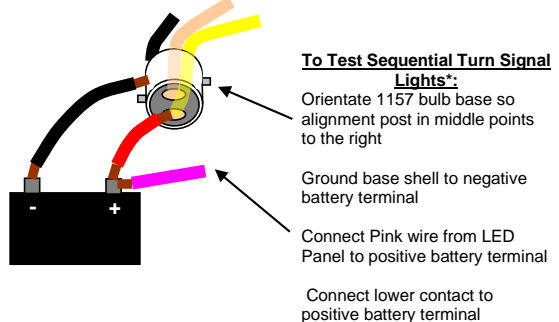 To Test Sequential Turn Signal
Lights*:
Orientate 1157 bulb base so
alignment post in middle points
to the right
Ground base shell to negative
battery terminal
Connect Pink wire from LED
Panel to positive battery terminal
Connect lower contact to
positive battery terminal
- +